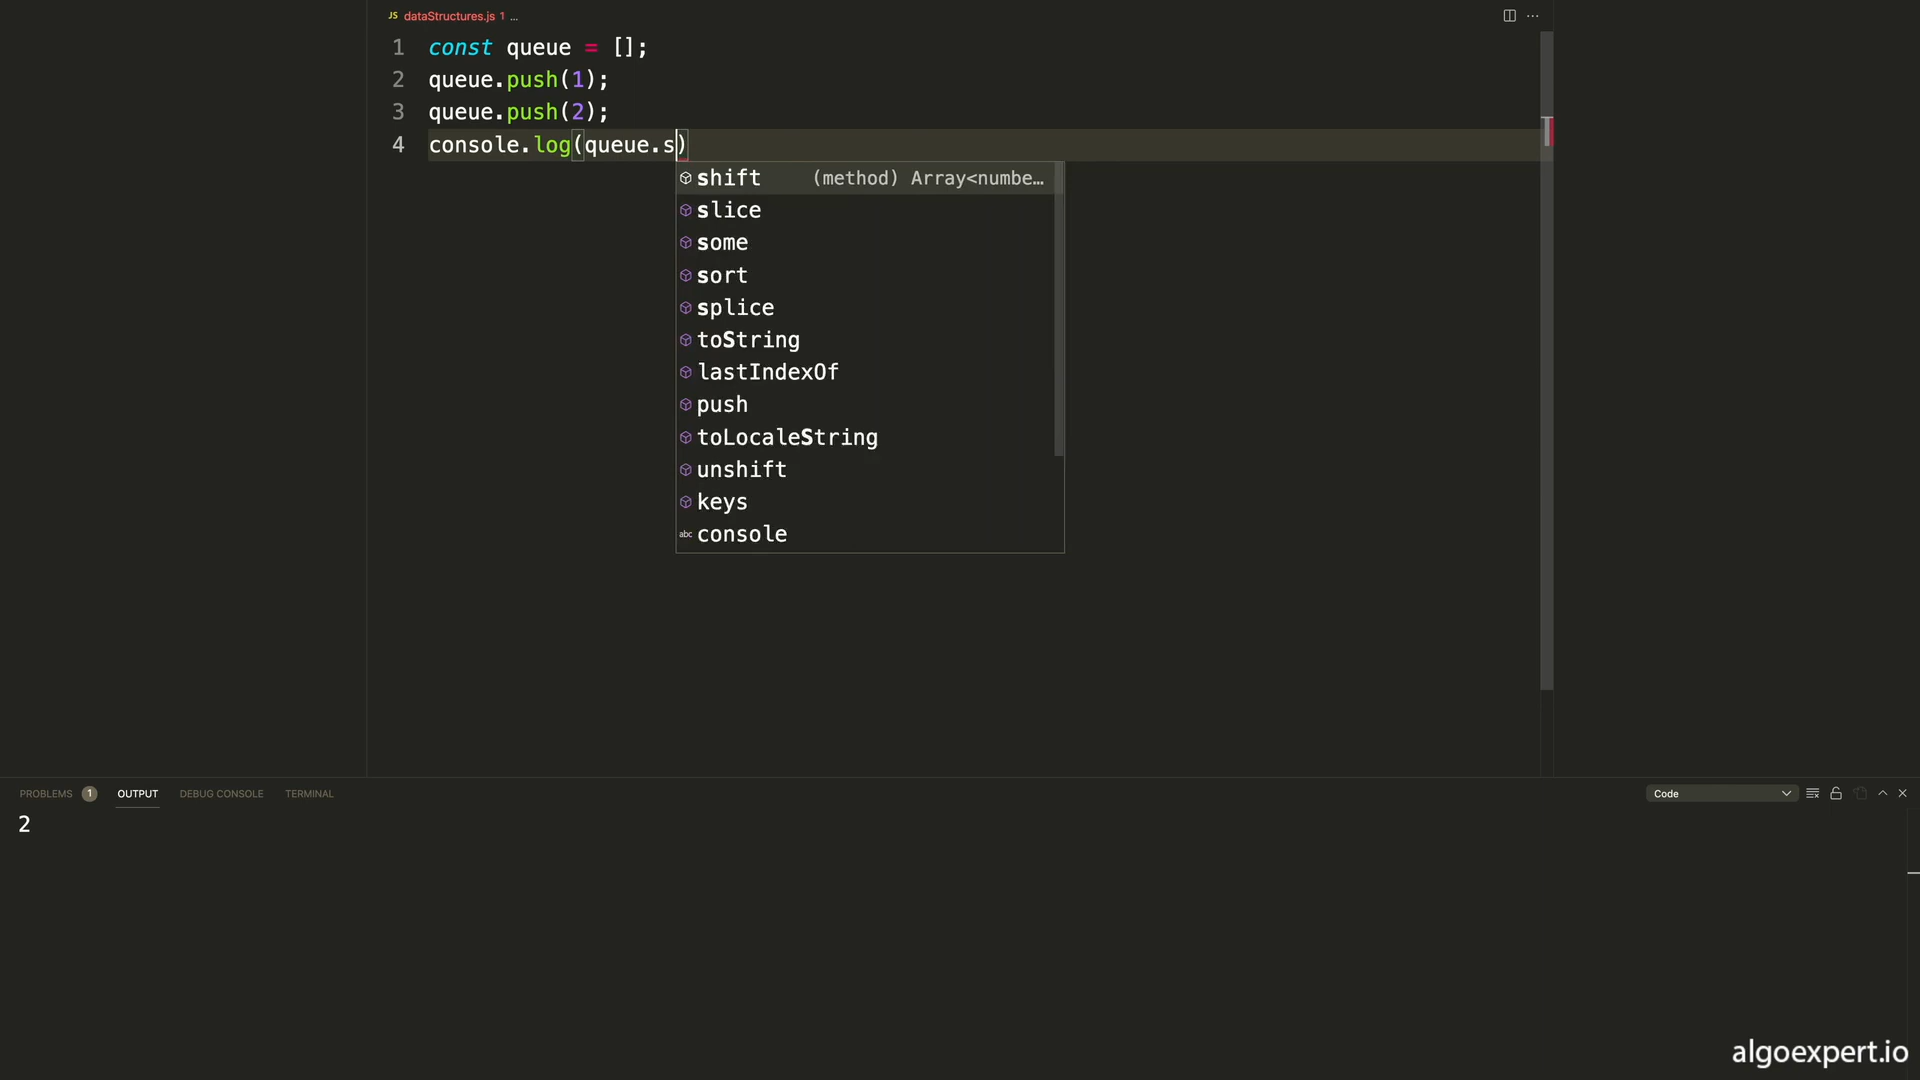 JS dataStructures.js 1 ...
1 const queue = [];
2 queue.push(1);
3 queue.push(2);
4 console.log(queue.s)
shift (method) Array<numbe…
slice
some
sort
splice
toString
lastIndexOf
push
toLocaleString
unshift
keys
abc console
PROBLEMS 1 OUTPUT DEBUG CONSOLE TERMINAL Code
2
algoexpert.io